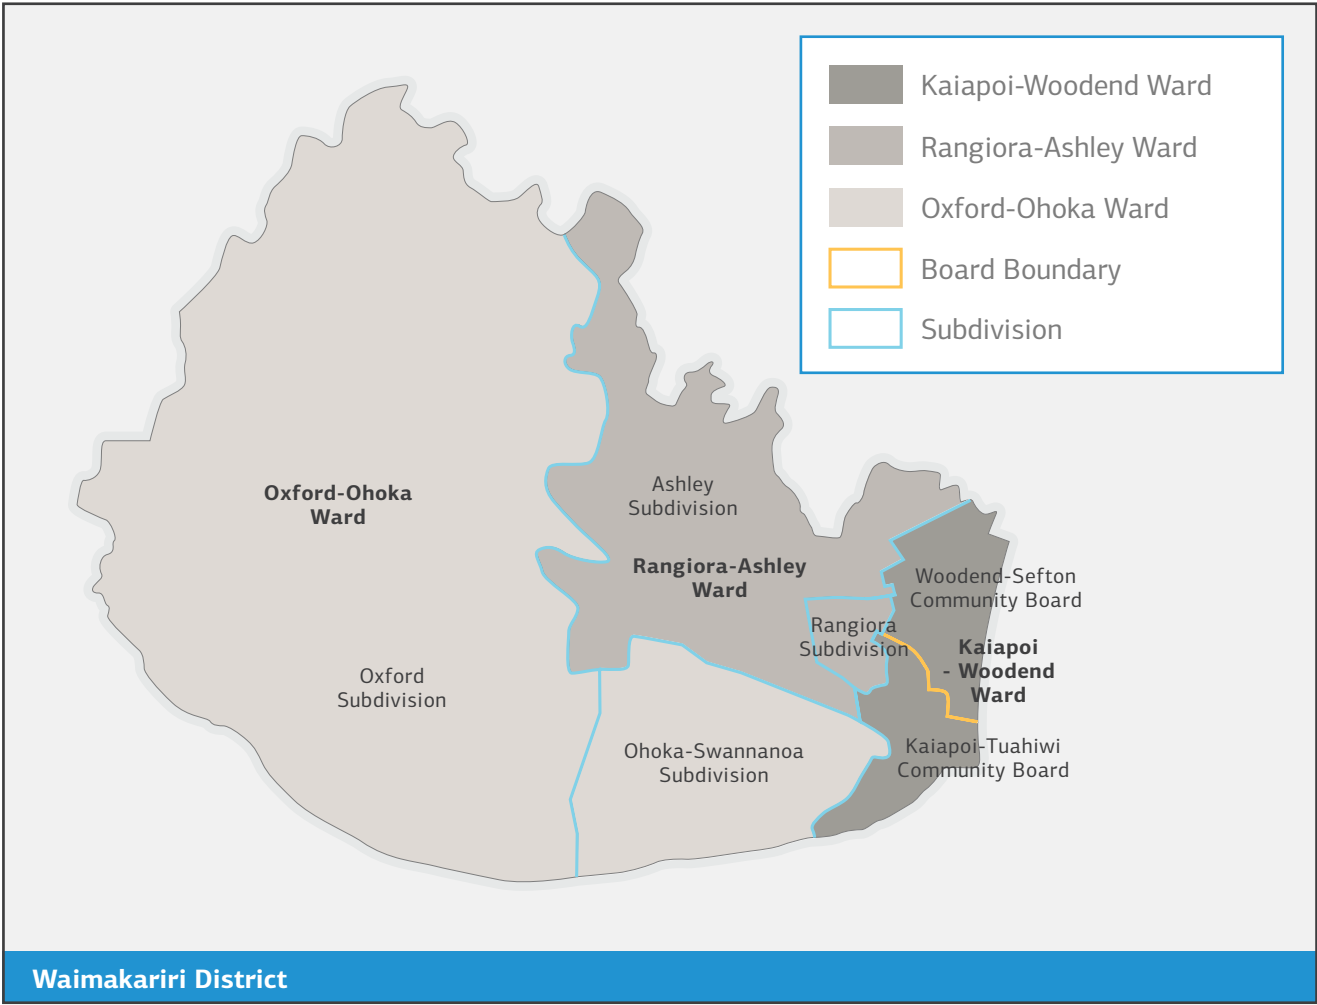 Kaiapoi-Woodend Ward
Rangiora-Ashley Ward
Oxford-Ohoka Ward
Board Boundary
Subdivision
Oxford-Ohoka
Ward
Ashley
Subdivision
Rangiora-Ashley
Ward
Woodend-Sefton
Community Board
Rangiora
Subdivision
Kaiapoi
- Woodend
Ward
Oxford
Subdivision
Ohoka-Swannanoa
Subdivision
Kaiapoi-Tuahiwi
Community Board
Waimakariri District